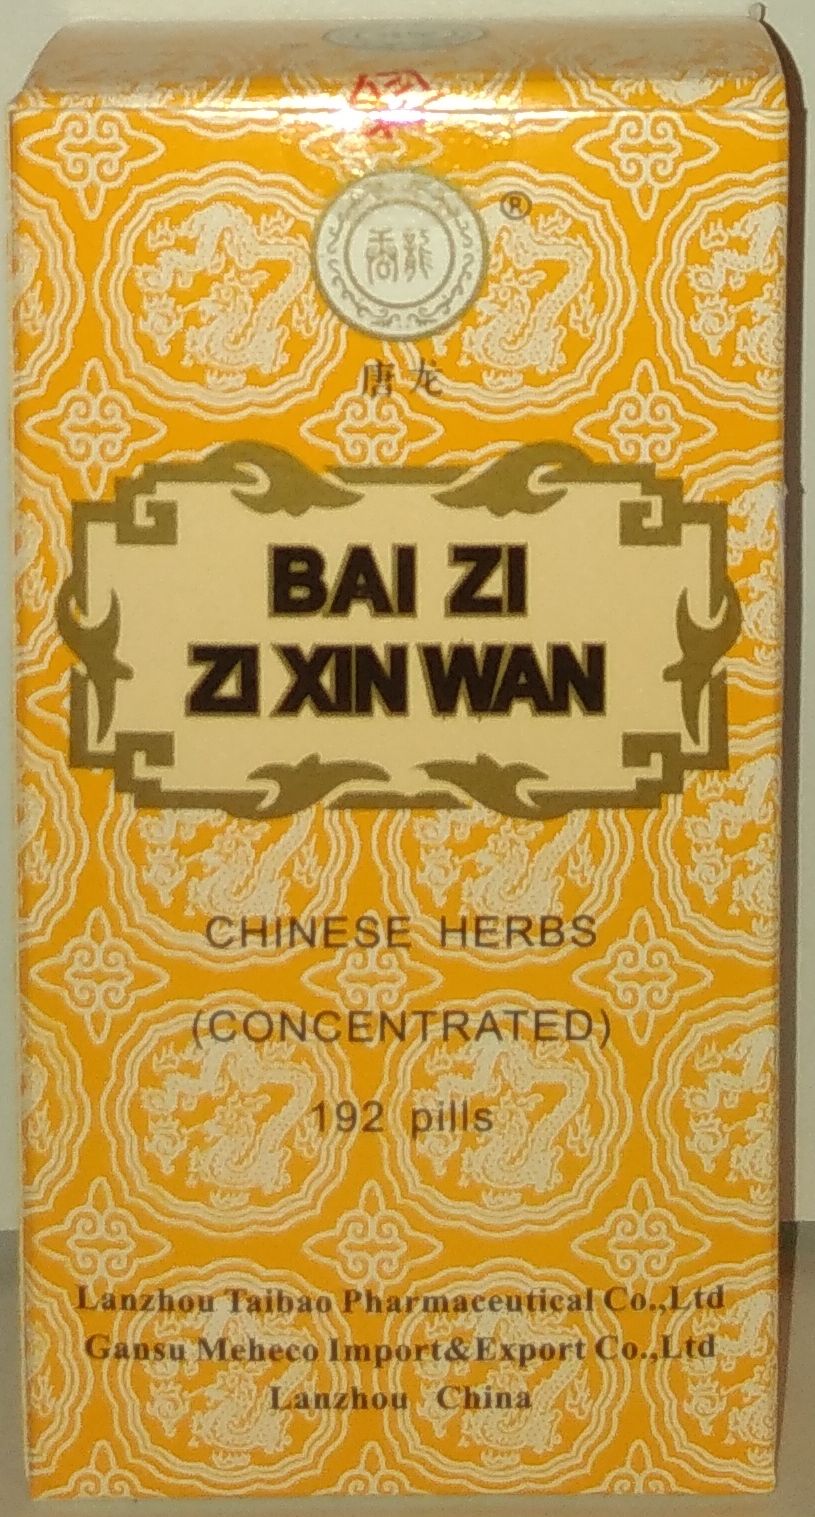 ®
唐龙
BAI ZI
ZI XIN WAN
CHINESE HERBS
(CONCENTRATED)
192 pills
Lanzhou Taibao Pharmaceutical Co.,Ltd
Gansu Meheco Import&Export Co.,Ltd
Lanzhou China